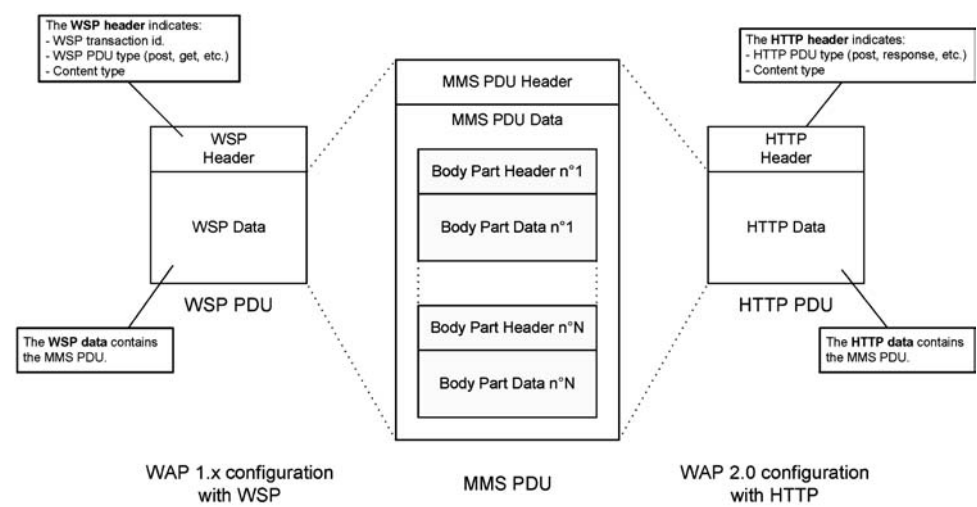 The WSP header indicates:
- WSP transaction id.
- WSP PDU type (post, get, etc.)
- Content type
WSP
Header
WSP Data
WSP PDU
The WSP data contains
the MMS PDU.
WAP 1.x configuration
with WSP
MMS PDU Header
MMS PDU Data
Body Part Header n°1
Body Part Data n°1
Body Part Header n°N
Body Part Data n°N
MMS PDU
The HTTP header indicates:
- HTTP PDU type (post, response, etc.)
- Content type
HTTP
Header
HTTP Data
HTTP PDU
The HTTP data contains
the MMS PDU.
WAP 2.0 configuration
with HTTP